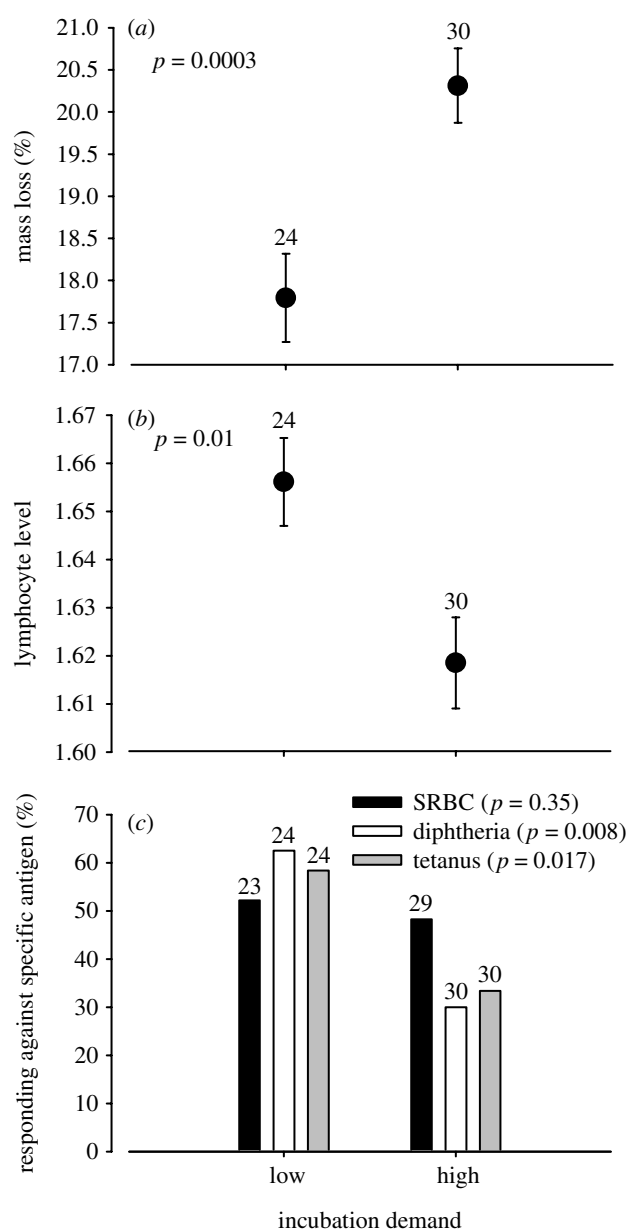 (a)
p = 0.0003
21.0
20.5
20.0
19.5
19.0
18.5
18.0
17.5
17.0
mass loss (%)
24
30
(b)
p = 0.01
1.67
1.66
1.65
1.64
1.63
1.62
1.61
1.60
lymphocyte level
24
30
(c)
SRBC (p = 0.35)
diphtheria (p = 0.008)
tetanus (p = 0.017)
70
60
50
40
30
20
10
0
responding against specific antigen (%)
23
24
24
29
30
30
low
high
incubation demand